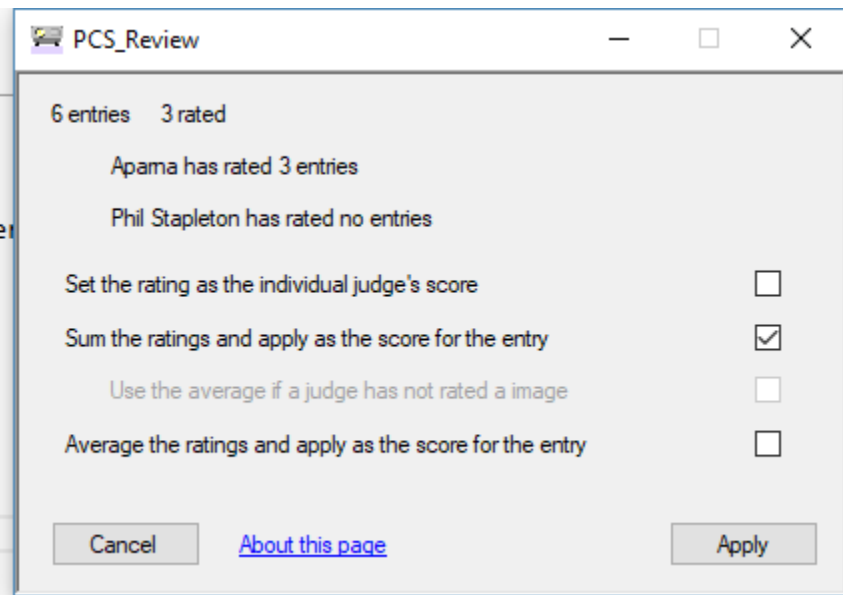 PCS_Review
6 entries 3 rated
Aparna has rated 3 entries
Phil Stapleton has rated no entries
er
Set the rating as the individual judge's score
Sum the ratings and apply as the score for the entry
Use the average if a judge has not rated a image
Average the ratings and apply as the score for the entry
Cancel About this page Apply